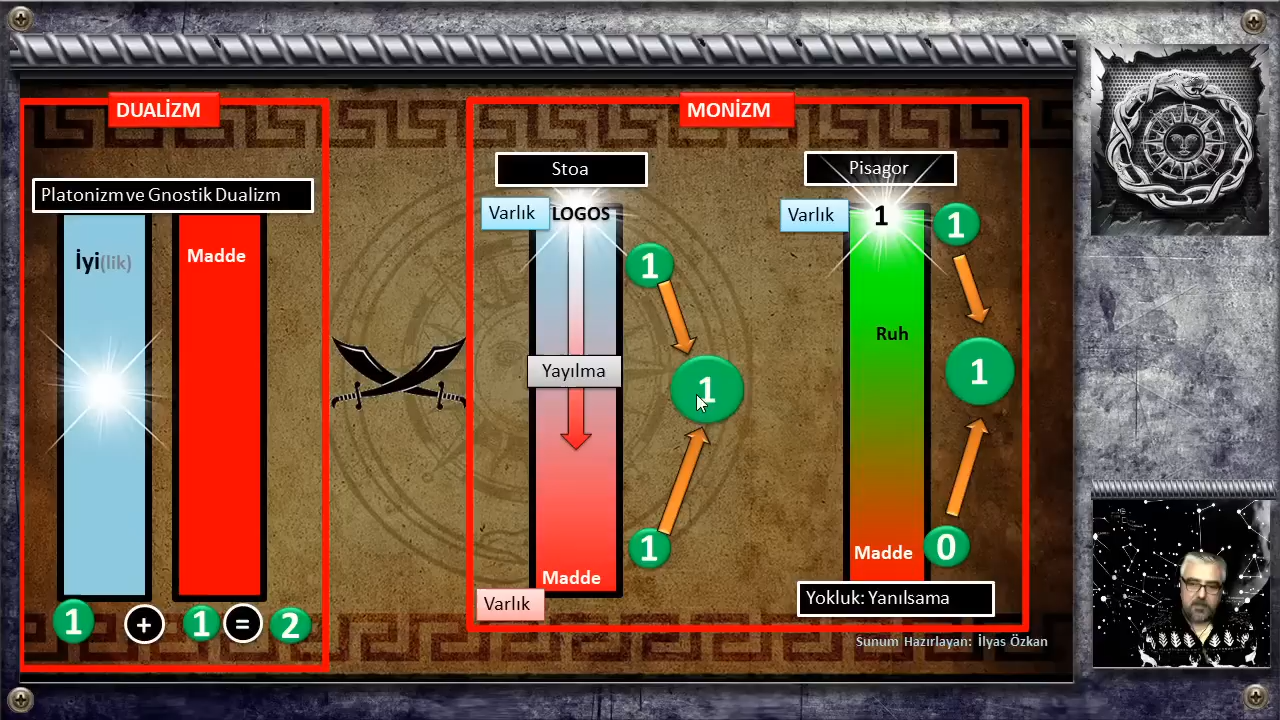 DUALİZM
Platonizm ve Gnostik Dualizm
İyi(lik)
Madde
1 + 1 = 2
MONİZM
Stoa
Varlık
LOGOS
1
Yayılma
1
1
Madde
Varlık
Pisagor
Varlık
1
1
Ruh
1
Madde
0
Yokluk: Yanılsama
Sunum Hazırlayan: İlyas Özkan